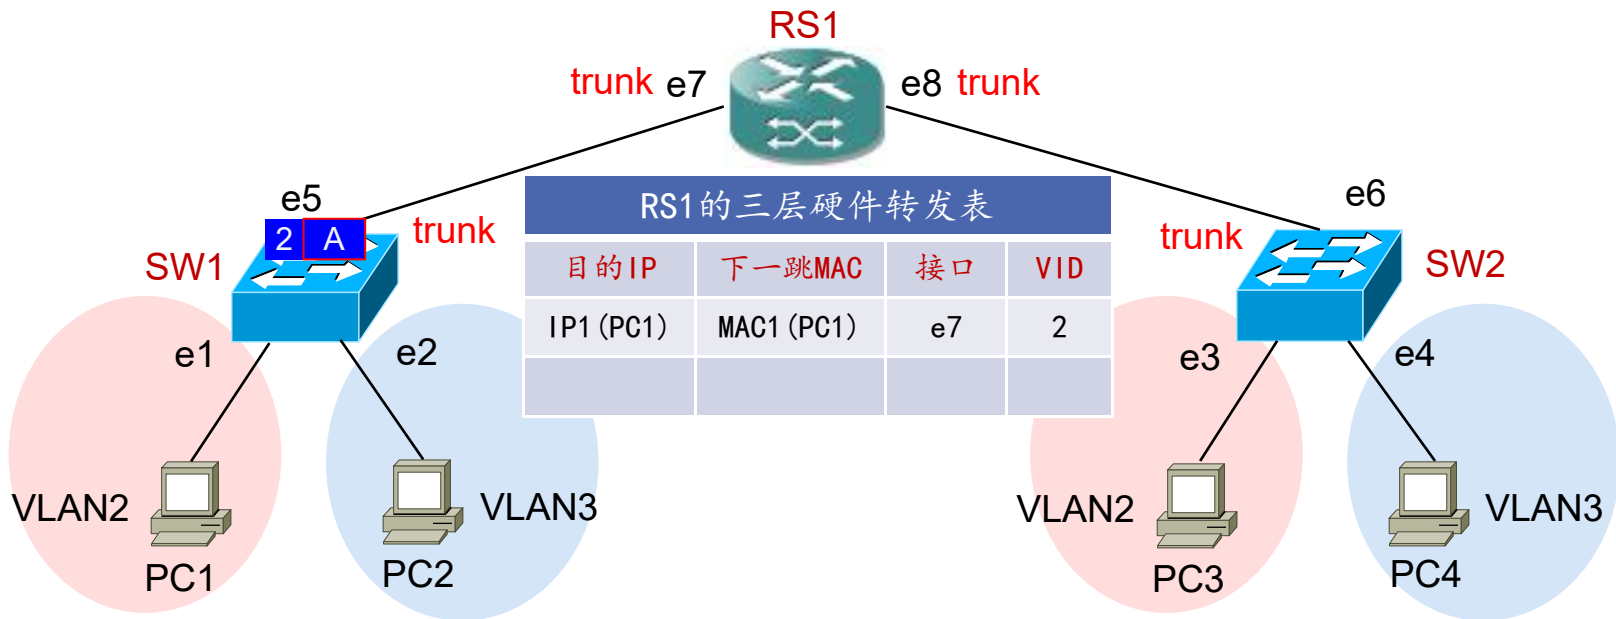 RS1
trunk e7
e8 trunk
e5
2 A
trunk
SW1
RS1的三层硬件转发表
目的IP 下一跳MAC 接口 VID
IP1(PC1) MAC1(PC1) e7 2
e6
trunk
SW2
e1
e2
e3
e4
VLAN2
VLAN3
VLAN2
VLAN3
PC1
PC2
PC3
PC4